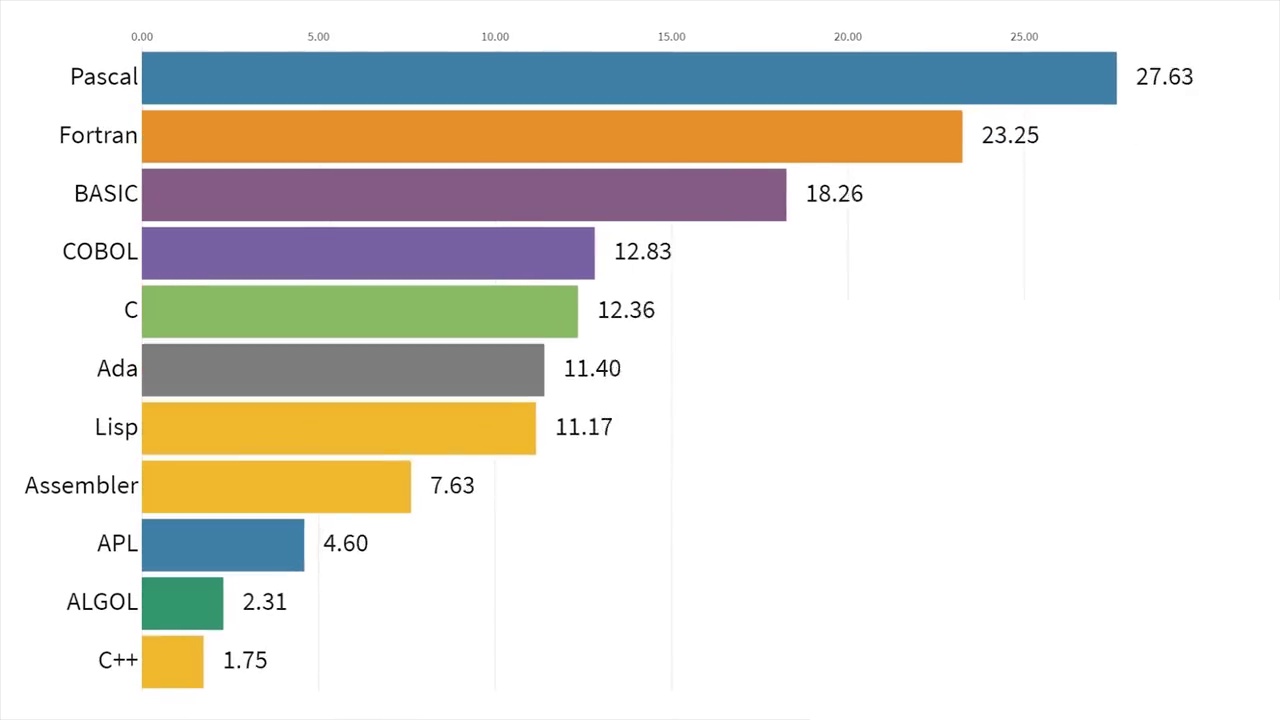 0.00 5.00 10.00 15.00 20.00 25.00
Pascal 27.63
Fortran 23.25
BASIC 18.26
COBOL 12.83
C 12.36
Ada 11.40
Lisp 11.17
Assembler 7.63
APL 4.60
ALGOL 2.31
C++ 1.75